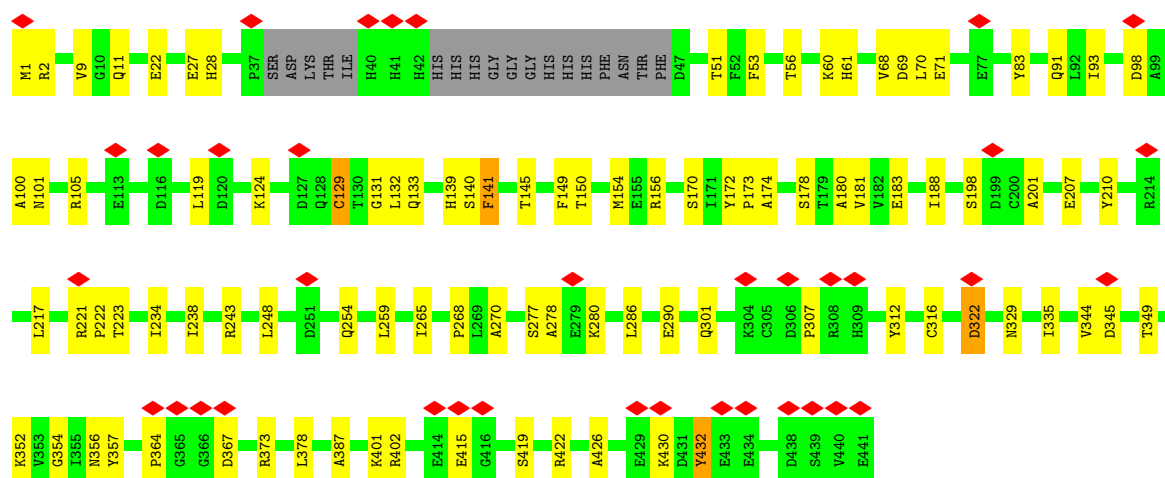 M1 R2 V9 G10 Q11 E22 E27 H28 P37 SER ASP LYS THR ILE H40 H41 H42 HIS HIS HIS GLY GLY GLY HIS HIS HIS PHE ASN THR PHE D47 T51 F52 F53 T56 K60 H61 V68 D69 L70 E71 E77 Y83 Q91 L92 I93 D98 A99
A100 N101 R105 E113 D116 L119 D120 K124 D127 Q128 C129 T130 G131 L132 Q133 H139 S140 F141 T145 F149 T150 M154 E155 R156 S170 I171 Y172 P173 A174 S178 T179 A180 V181 V182 E183 I188 S198 D199 C200 A201 E207 Y210 R214
L217 R221 P222 T223 I234 I238 R243 L248 D251 Q254 L259 I265 P268 L269 A270 S277 A278 E279 K280 L286 E290 Q301 K304 C305 D306 P307 R308 H309 Y312 C316 D322 N329 I335 V344 D345 T349
K352 V353 G354 I355 N356 Y357 P364 G365 G366 D367 R373 L378 A387 K401 R402 E414 E415 G416 S419 R422 A426 E429 K430 D431 Y432 E433 E434 D438 S439 V440 E441